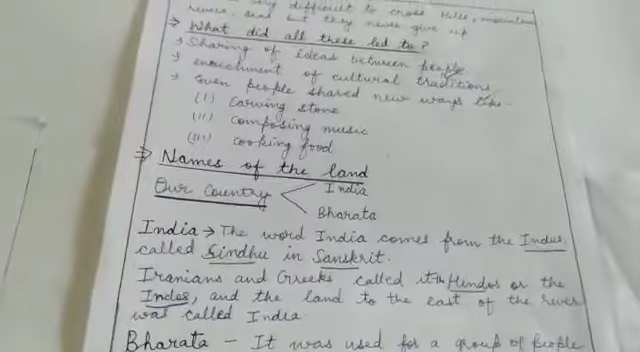 very difficult to cross Hills, mountain
rivers, but they never give up
⇒ What did all these led to?
→ Sharing of ideas between people
→ enrichment of cultural traditions
→ Even people shared new ways like-
(i) Carving stone
(ii) Composing music
(iii) cooking food
⇒ Names of the land
Our Country < India
Bharata
India → The word India comes from the Indus,
called Sindhu in Sanskrit.
Iranians and Greeks called it Hindos or the
Indos, and the land to the east of the river
was called India
Bharata - It was used for a group of people